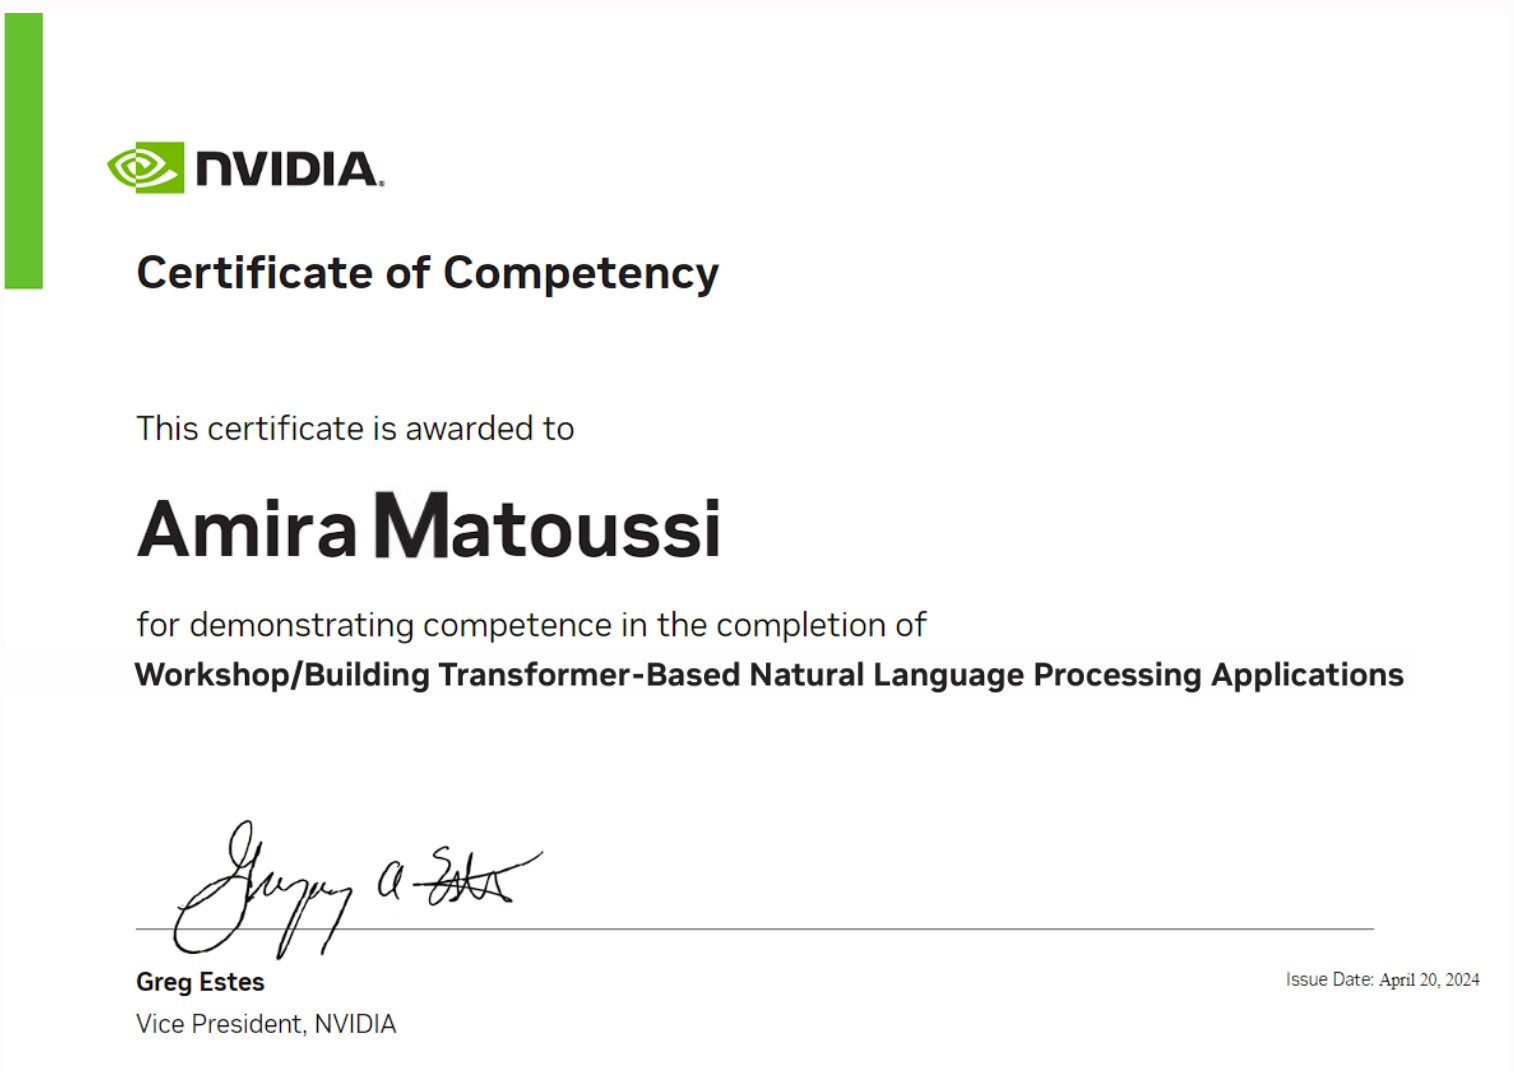 NVIDIA.
Certificate of Competency
This certificate is awarded to
Amira Matoussi
for demonstrating competence in the completion of
Workshop/Building Transformer-Based Natural Language Processing Applications
Gregory A Estes
Greg Estes
Issue Date: April 20, 2024
Vice President, NVIDIA